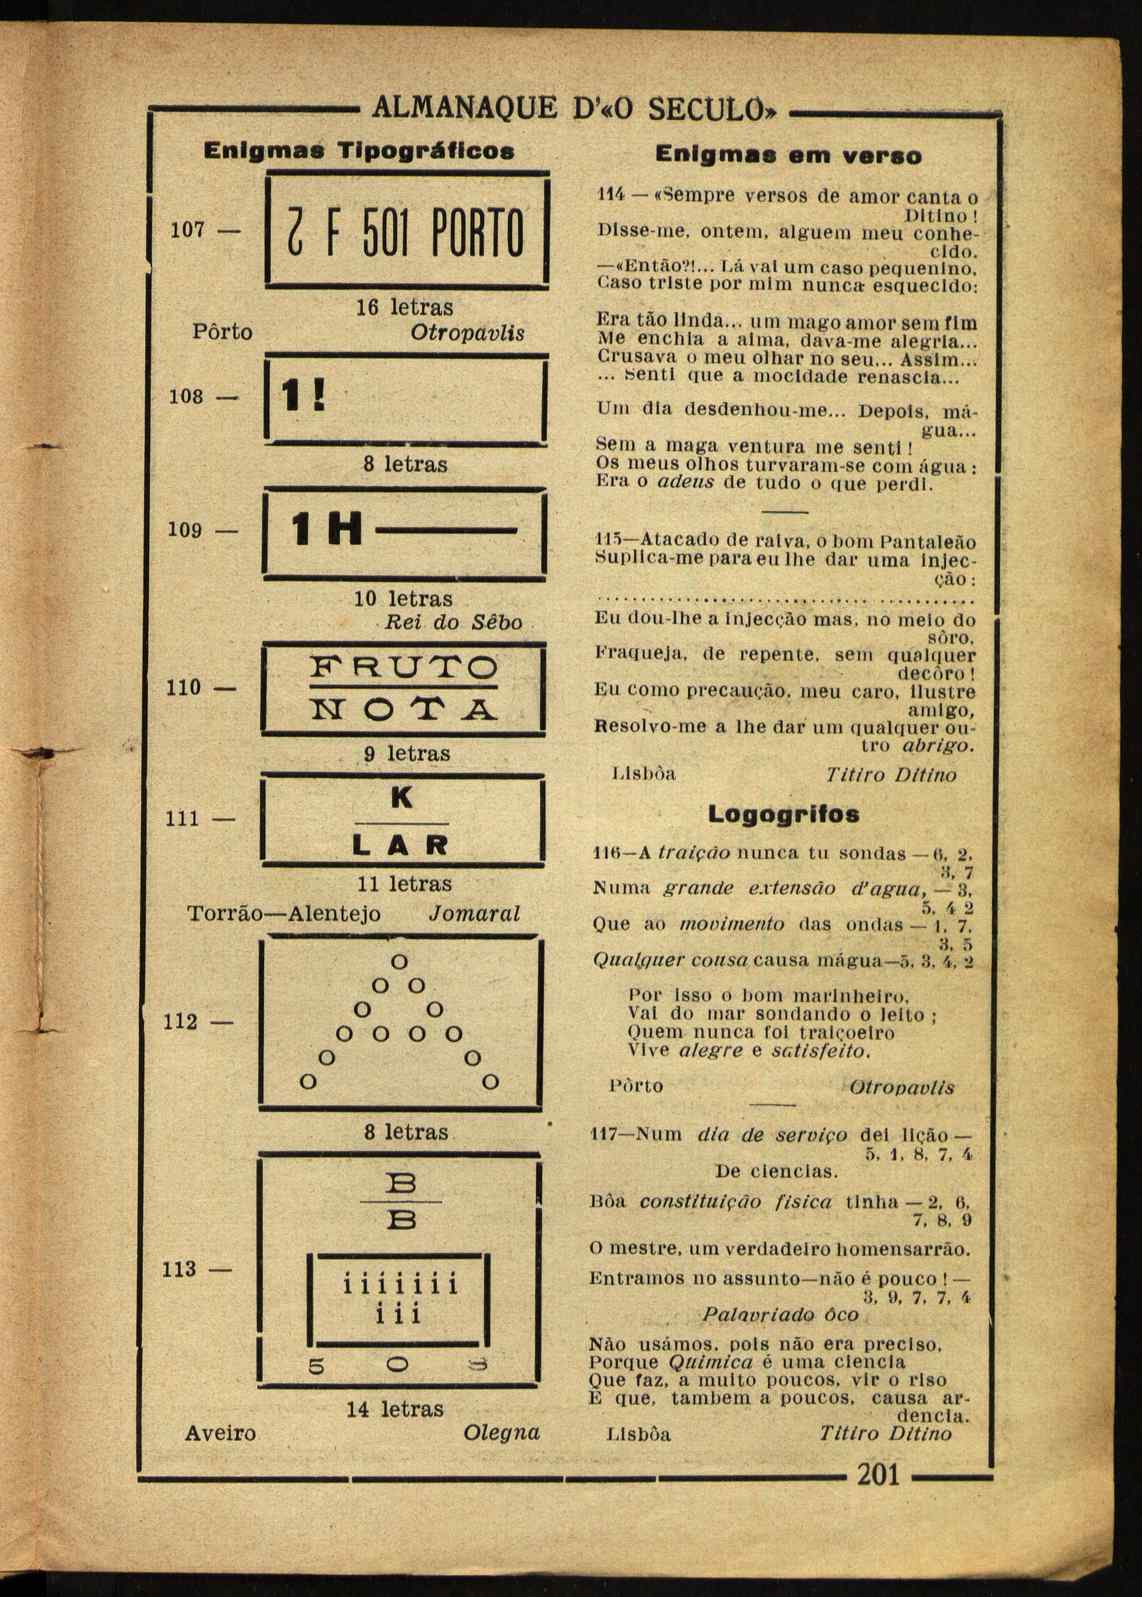 ALMANAQUE D'«O SECULO»
Enigmas Tipográficos
107 —
2 F 501 PORTO
16 letras
Pôrto Otropavlis
108 —
1!
8 letras
109 —
1 H
10 letras
Rei do Sêbo
110 —
FRUTO
NOTA
9 letras
111 —
K
LAR
11 letras
Torrão—Alentejo Jomaral
112 —
O
O O
O O
O O O O
O O
O O
8 letras
113 —
B
B
i i i i i i i
i i i
5 O
14 letras
Aveiro Olegna
Enigmas em verso
114 — «Sempre versos de amor canta o
Ditino !
Disse-me, ontem, alguem meu conhe-
cido.
—«Então?!... Lá vai um caso pequenino,
Caso triste por mim nunca esquecido:
Era tão linda... um mago amor sem fim
Me enchia a alma, dava-me alegria...
Crusava o meu olhar no seu... Assim...
... Senti que a mocidade renascia...
Um dia desdenhou-me... Depois, má-
gua...
Sem a maga ventura me senti !
Os meus olhos turvaram-se com água ;
Era o adeus de tudo o que perdi.
115—Atacado de raiva, o bom Pantaleão
Suplica-me para eu lhe dar uma injec-
ção :
........................................
Eu dou-lhe a injecção mas, no meio do
sôro,
Fraqueja, de repente, sem qualquer
decôro !
Eu como precaução, meu caro, ilustre
amigo,
Resolvo-me a lhe dar um qualquer ou-
tro abrigo.
Lisbôa Titiro Ditino
Logogrifos
116—A traição nunca tu sondas — 6, 2,
3, 7
Numa grande extensão d'agua, — 3,
5, 4 2
Que ao movimento das ondas — 1, 7,
3, 5
Qualquer cousa causa mágua—5, 3, 4, 2
Por isso o bom marinheiro,
Vai do mar sondando o leito ;
Quem nunca foi traiçoeiro
Vive alegre e satisfeito.
Pôrto Otropavlis
117—Num dia de serviço dei lição —
5, 1, 8, 7, 4
De ciencias.
Bôa constituição fisica tinha — 2, 6,
7, 8, 9
O mestre, um verdadeiro homensarrão.
Entramos no assunto—não é pouco ! —
3, 9, 7, 7, 4
Palavriado ôco
Não usámos, pois não era preciso,
Porque Quimica é uma ciencia
Que faz, a muito poucos, vir o riso
E que, tambem a poucos, causa ar-
dencia.
Lisbôa Titiro Ditino
201